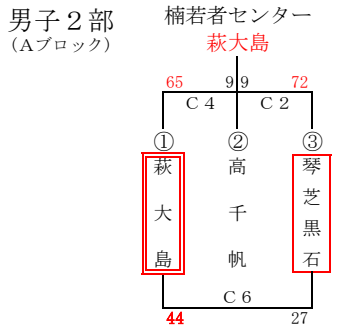 男子２部
（Aブロック）
楠若者センター
萩大島
65 9 9 72
Ｃ４ Ｃ２
① ② ③
萩大島
高千帆
琴芝黒石
Ｃ６
44 27